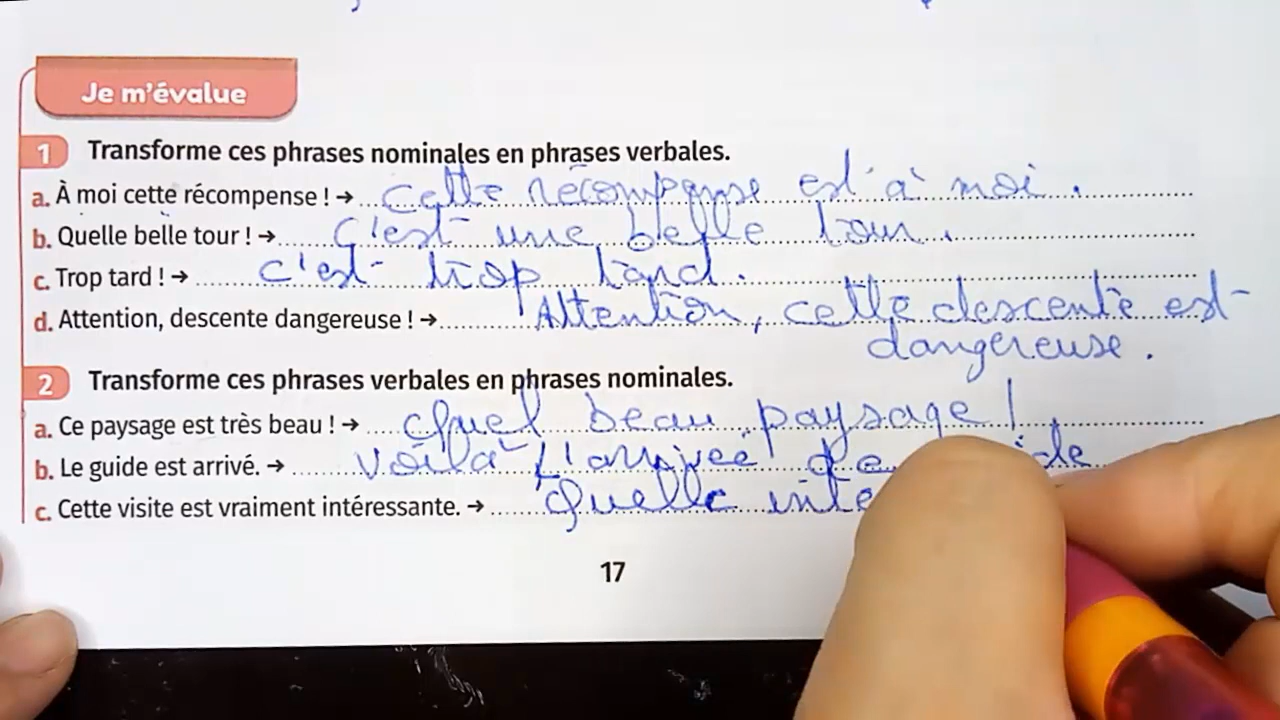 Je m'évalue
1 Transforme ces phrases nominales en phrases verbales.
a. À moi cette récompense ! → cette récompense est à moi.
b. Quelle belle tour ! → C'est une belle tour.
c. Trop tard ! → c'est trop tard.
d. Attention, descente dangereuse ! → Attention, cette descente est
dangereuse.
2 Transforme ces phrases verbales en phrases nominales.
a. Ce paysage est très beau ! → Quel beau paysage !
b. Le guide est arrivé. → Voilà l'arrivée de
c. Cette visite est vraiment intéressante. → Quelle
17